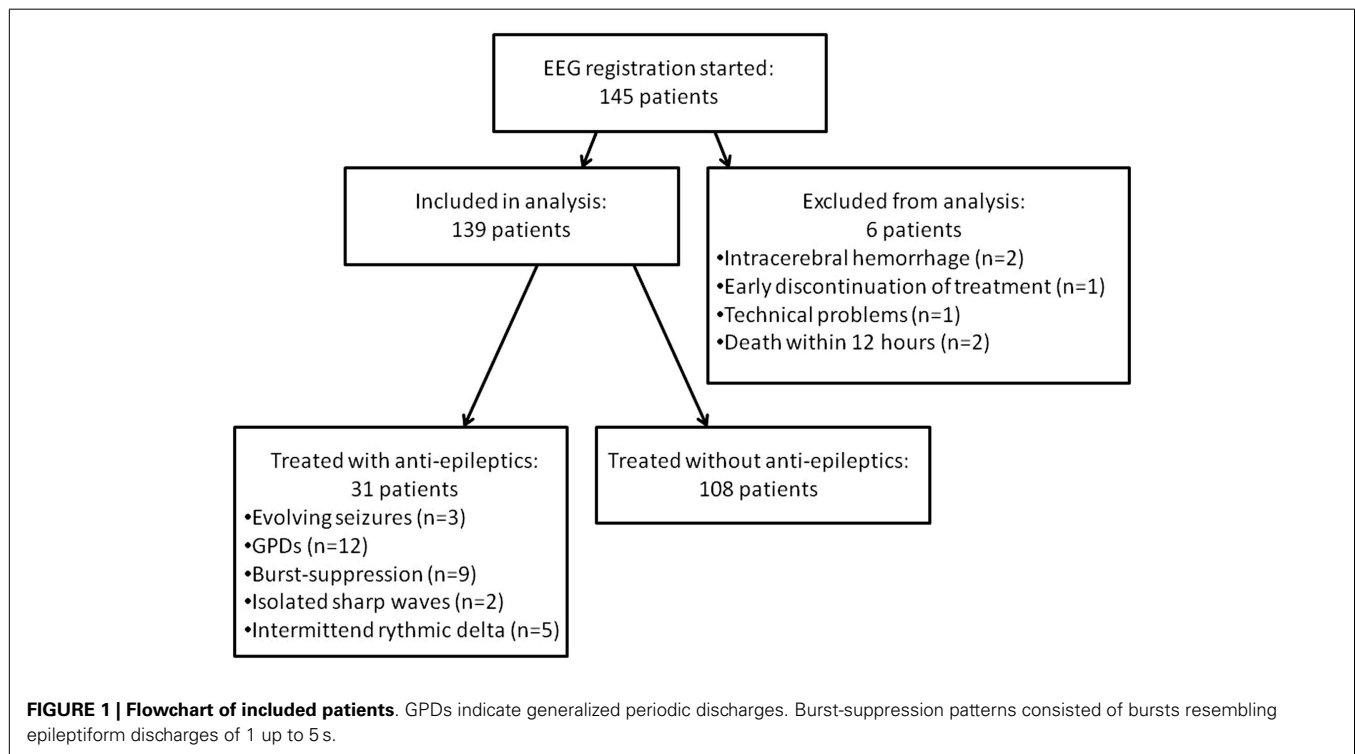 EEG registration started:
145 patients
Included in analysis:
139 patients
Excluded from analysis:
6 patients
•Intracerebral hemorrhage (n=2)
•Early discontinuation of treatment (n=1)
•Technical problems (n=1)
•Death within 12 hours (n=2)
Treated with anti-epileptics:
31 patients
•Evolving seizures (n=3)
•GPDs (n=12)
•Burst-suppression (n=9)
•Isolated sharp waves (n=2)
•Intermittend rythmic delta (n=5)
Treated without anti-epileptics:
108 patients
FIGURE 1 | Flowchart of included patients. GPDs indicate generalized periodic discharges. Burst-suppression patterns consisted of bursts resembling
epileptiform discharges of 1 up to 5 s.